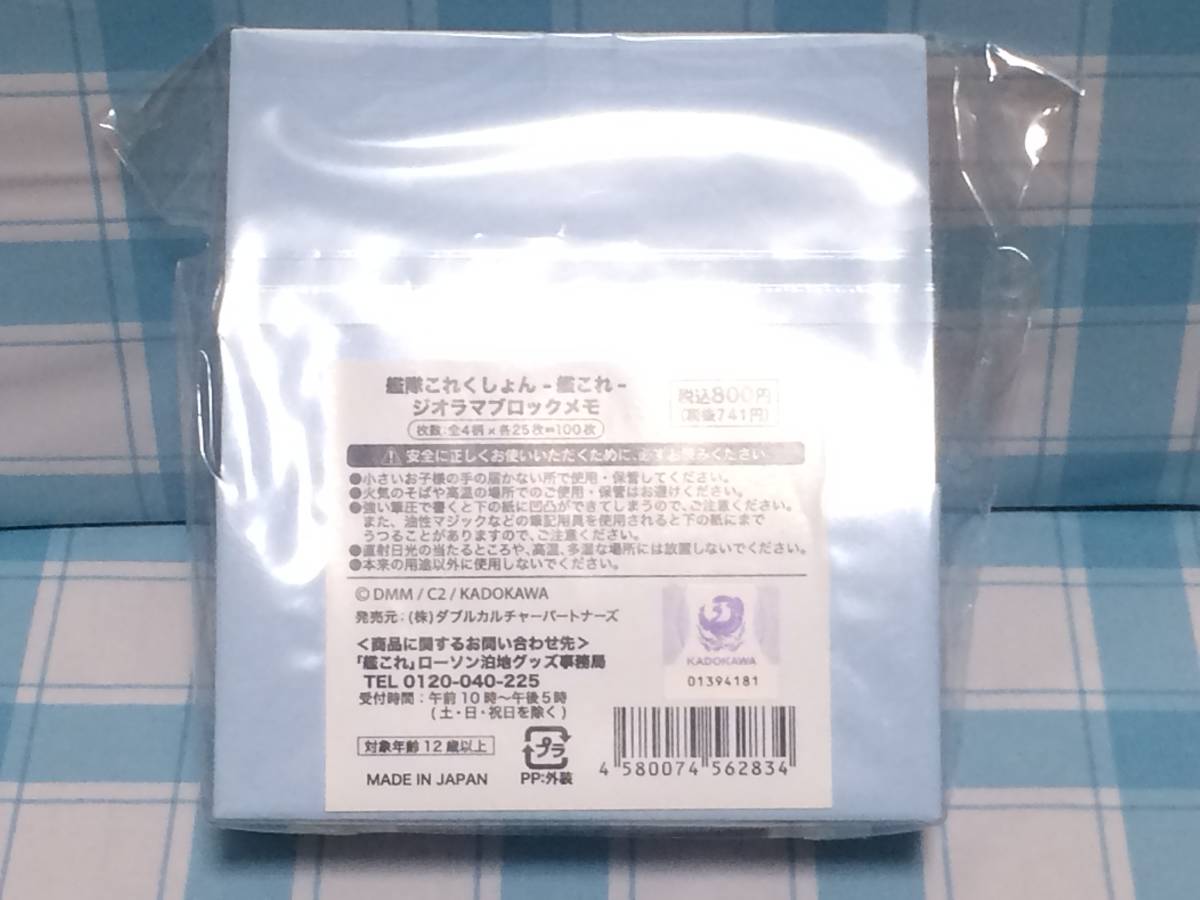 艦隊これくしょん -艦これ-
ジオラマブロックメモ
枚数:全4柄×各25枚=100枚
税込800円
(税抜741円)
安全に正しくお使いいただくために、必ずお読みください
●小さいお子様の手の届かない所で使用・保管してください。
●火気のそばや高温の場所でのご使用・保管はお避けください。
●強い筆圧で書くと下の紙に凹凸ができてしまうので、ご注意ください。
また、油性マジックなどの筆記用具を使用されると下の紙にまで
うつることがありますので、ご注意ください。
●直射日光の当たるところや、高温、多湿な場所には放置しないでください。
●本来の用途以外に使用しないでください。
©DMM / C2 / KADOKAWA
発売元:(株)ダブルカルチャーパートナーズ
<商品に関するお問い合わせ先>
「艦これ」ローソン泊地グッズ事務局
TEL 0120-040-225
受付時間:午前10時～午後5時
(土・日・祝日を除く)
KADOKAWA
01394181
対象年齢12歳以上
MADE IN JAPAN
プラ
PP:外装
4 580074 562834